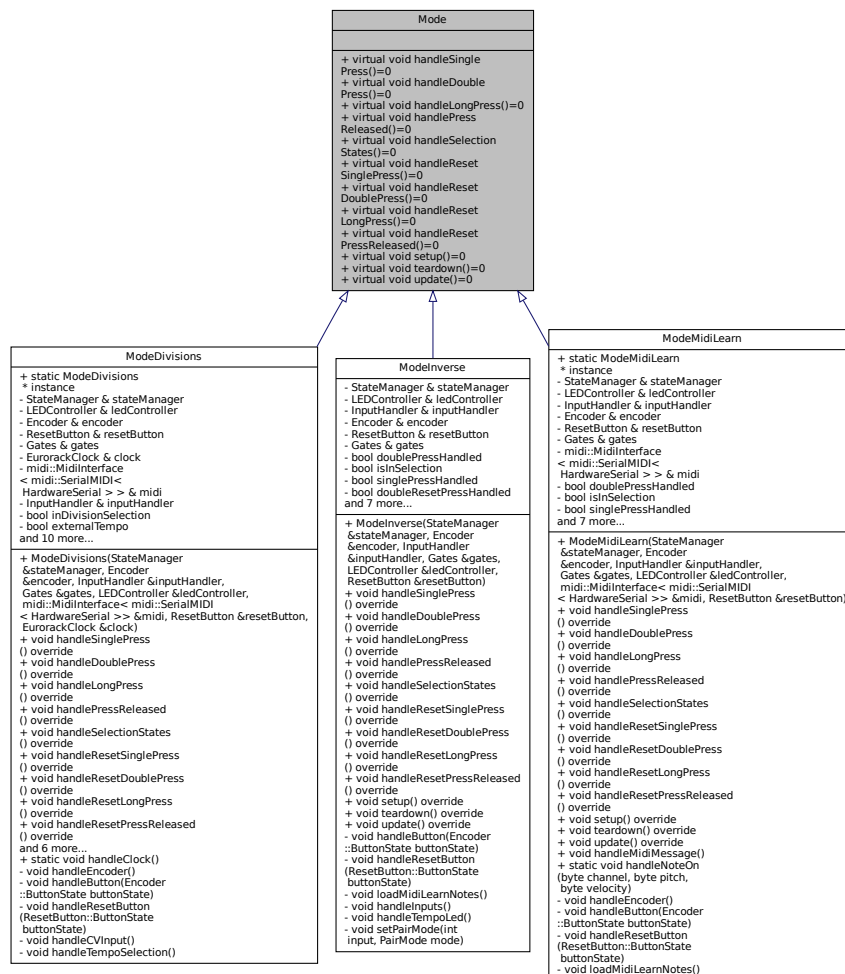 Mode
+ virtual void handleSingle
Press()=0
+ virtual void handleDouble
Press()=0
+ virtual void handleLongPress()=0
+ virtual void handlePress
Released()=0
+ virtual void handleSelection
States()=0
+ virtual void handleReset
SinglePress()=0
+ virtual void handleReset
DoublePress()=0
+ virtual void handleReset
LongPress()=0
+ virtual void handleReset
PressReleased()=0
+ virtual void setup()=0
+ virtual void teardown()=0
+ virtual void update()=0
ModeDivisions
+ static ModeDivisions
* instance
- StateManager & stateManager
- LEDController & ledController
- Encoder & encoder
- ResetButton & resetButton
- Gates & gates
- EurorackClock & clock
- midi::MidiInterface
< midi::SerialMIDI<
HardwareSerial > > & midi
- InputHandler & inputHandler
- bool inDivisionSelection
- bool externalTempo
and 10 more...
+ ModeDivisions(StateManager
&stateManager, Encoder
&encoder, InputHandler &inputHandler,
Gates &gates, LEDController &ledController,
midi::MidiInterface< midi::SerialMIDI
< HardwareSerial >> &midi, ResetButton &resetButton,
EurorackClock &clock)
+ void handleSinglePress
() override
+ void handleDoublePress
() override
+ void handleLongPress
() override
+ void handlePressReleased
() override
+ void handleSelectionStates
() override
+ void handleResetSinglePress
() override
+ void handleResetDoublePress
() override
+ void handleResetLongPress
() override
+ void handleResetPressReleased
() override
and 6 more...
+ static void handleClock()
- void handleEncoder()
- void handleButton(Encoder
::ButtonState buttonState)
- void handleResetButton
(ResetButton::ButtonState
buttonState)
- void handleCVInput()
- void handleTempoSelection()
ModeInverse
- StateManager & stateManager
- LEDController & ledController
- InputHandler & inputHandler
- Encoder & encoder
- ResetButton & resetButton
- Gates & gates
- bool doublePressHandled
- bool isInSelection
- bool singlePressHandled
- bool doubleResetPressHandled
and 7 more...
+ ModeInverse(StateManager
&stateManager, Encoder
&encoder, InputHandler
&inputHandler, Gates &gates,
LEDController &ledController,
ResetButton &resetButton)
+ void handleSinglePress
() override
+ void handleDoublePress
() override
+ void handleLongPress
() override
+ void handlePressReleased
() override
+ void handleSelectionStates
() override
+ void handleResetSinglePress
() override
+ void handleResetDoublePress
() override
+ void handleResetLongPress
() override
+ void handleResetPressReleased
() override
+ void setup() override
+ void teardown() override
+ void update() override
- void handleButton(Encoder
::ButtonState buttonState)
- void handleResetButton
(ResetButton::ButtonState
buttonState)
- void loadMidiLearnNotes()
- void handleInputs()
- void handleTempoLed()
- void setPairMode(int
input, PairMode mode)
ModeMidiLearn
+ static ModeMidiLearn
* instance
- StateManager & stateManager
- LEDController & ledController
- InputHandler & inputHandler
- Encoder & encoder
- ResetButton & resetButton
- Gates & gates
- midi::MidiInterface
< midi::SerialMIDI<
HardwareSerial > > & midi
- bool doublePressHandled
- bool isInSelection
- bool singlePressHandled
and 7 more...
+ ModeMidiLearn(StateManager
&stateManager, Encoder
&encoder, InputHandler &inputHandler,
Gates &gates, LEDController &ledController,
midi::MidiInterface< midi::SerialMIDI
< HardwareSerial >> &midi, ResetButton &resetButton)
+ void handleSinglePress
() override
+ void handleDoublePress
() override
+ void handleLongPress
() override
+ void handlePressReleased
() override
+ void handleSelectionStates
() override
+ void handleResetSinglePress
() override
+ void handleResetDoublePress
() override
+ void handleResetLongPress
() override
+ void handleResetPressReleased
() override
+ void setup() override
+ void teardown() override
+ void update() override
+ void handleMidiMessage()
+ static void handleNoteOn
(byte channel, byte pitch,
byte velocity)
- void handleEncoder()
- void handleButton(Encoder
::ButtonState buttonState)
- void handleResetButton
(ResetButton::ButtonState
buttonState)
- void loadMidiLearnNotes()